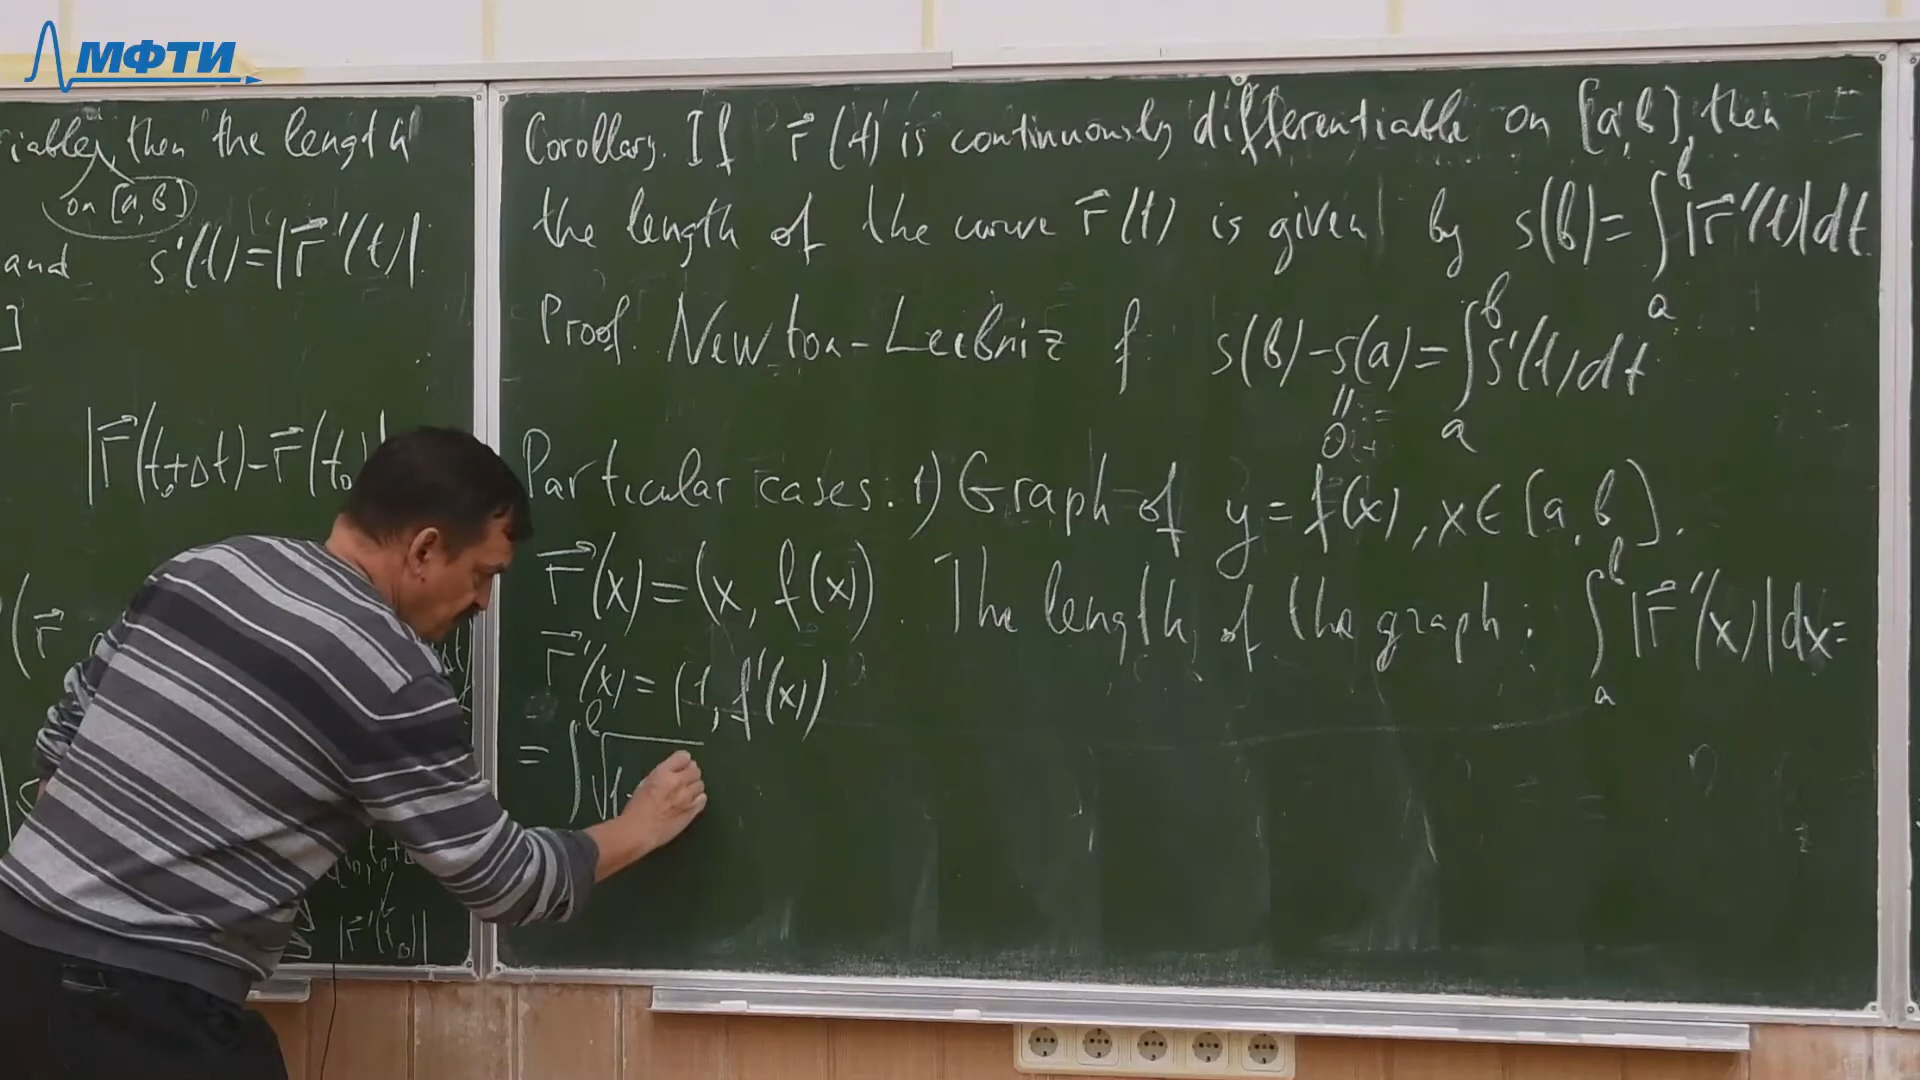 МФТИ
iable, then the length
on [a, b]
and s'(t) = |r⃗'(t)|.
]
|r⃗(t₀+Δt) - r⃗(t₀)|
(r⃗
|r⃗'(t₀)|
Corollary. If r⃗(t) is continuously differentiable on [a, b], then
the length of the curve r⃗(t) is given by s(b) = ∫ₐᵇ |r⃗'(t)| dt.
Proof. Newton-Leibniz f. s(b) - s(a) = ∫ₐᵇ s'(t) dt
"
0
Particular cases: 1) Graph of y = f(x), x ∈ [a, b].
r⃗(x) = (x, f(x)). The length of the graph: ∫ₐᵇ |r⃗'(x)| dx =
r⃗'(x) = (1, f'(x))
= ∫ᵇ √1+